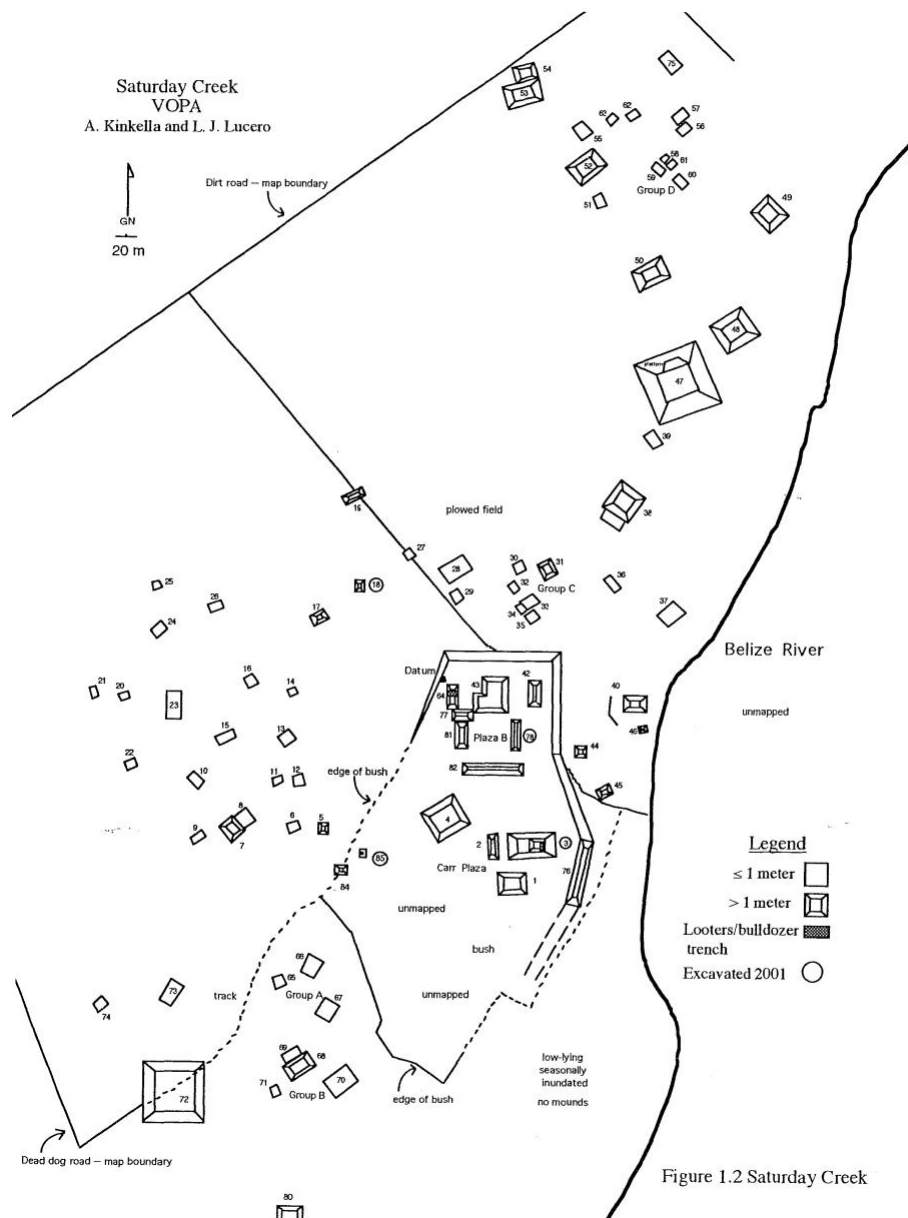 Saturday Creek
VOPA
A. Kinkella and L. J. Lucero
GN
20 m
Dirt road – map boundary
54
53
75
63
62
57
56
55
52
58
61
59
60
Group D
51
49
50
48
47
39
38
19
plowed field
27
28
29
30
31
32
Group C
32
34
35
36
37
25
26
18
17
24
16
14
21
20
23
15
13
22
10
11
12
8
9
7
6
5
Datum
64
43
42
77
81
Plaza B
78
82
40
46
44
45
Belize River
unmapped
edge of bush
4
2
3
Carr Plaza
1
76
85
84
unmapped
bush
unmapped
Legend
≤ 1 meter
> 1 meter
Looters/bulldozer
trench
Excavated 2001
66
65
Group A
67
73
74
track
69
68
71
70
Group B
72
edge of bush
low-lying
seasonally
inundated
no mounds
Dead dog road – map boundary
80
Figure 1.2 Saturday Creek